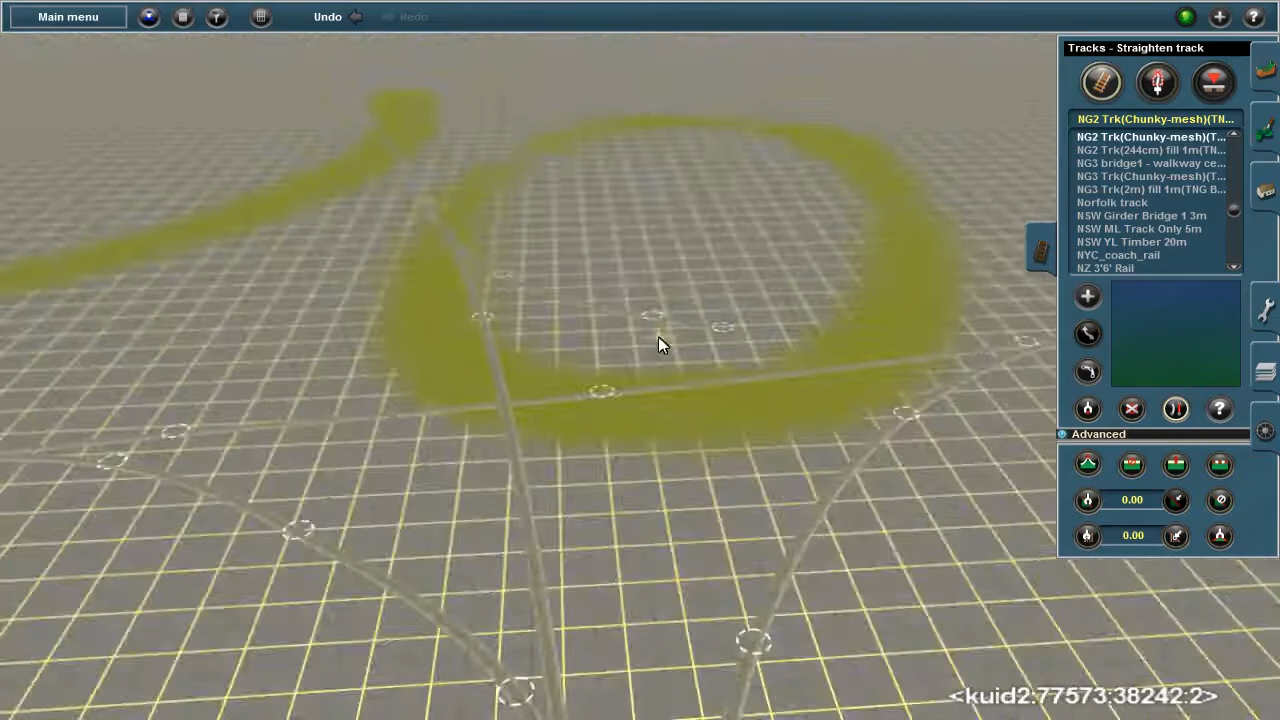 Main menu
Undo
Redo
Tracks - Straighten track
NG2 Trk(Chunky-mesh)(TN...
NG2 Trk(Chunky-mesh)(T...
NG2 Trk(244cm) fill 1m(TN...
NG3 bridge1 - walkway ce...
NG3 Trk(Chunky-mesh)(T...
NG3 Trk(2m) fill 1m(TNG B...
Norfolk track
NSW Girder Bridge 1 3m
NSW ML Track Only 5m
NSW YL Timber 20m
NYC_coach_rail
NZ 3'6' Rail
Advanced
0.00
0.00
<kuid2:77573:38242:2>